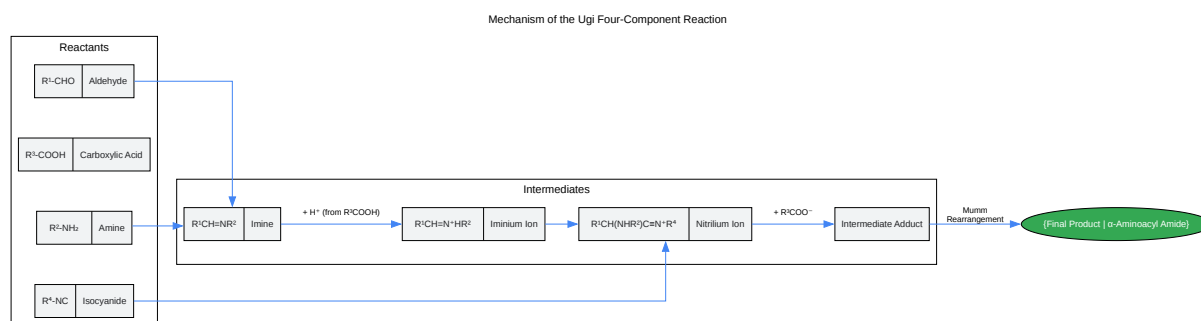 Mechanism of the Ugi Four-Component Reaction
Reactants
R¹-CHO
Aldehyde
R³-COOH
Carboxylic Acid
R²-NH₂
Amine
R⁴-NC
Isocyanide
Intermediates
R¹CH=NR²
Imine
+ H⁺ (from R³COOH)
R¹CH=N⁺HR²
Iminium Ion
R¹CH(NHR²)C≡N⁺R⁴
Nitrilium Ion
+ R³COO⁻
Intermediate Adduct
Mumm
Rearrangement
{Final Product | α-Aminoacyl Amide}